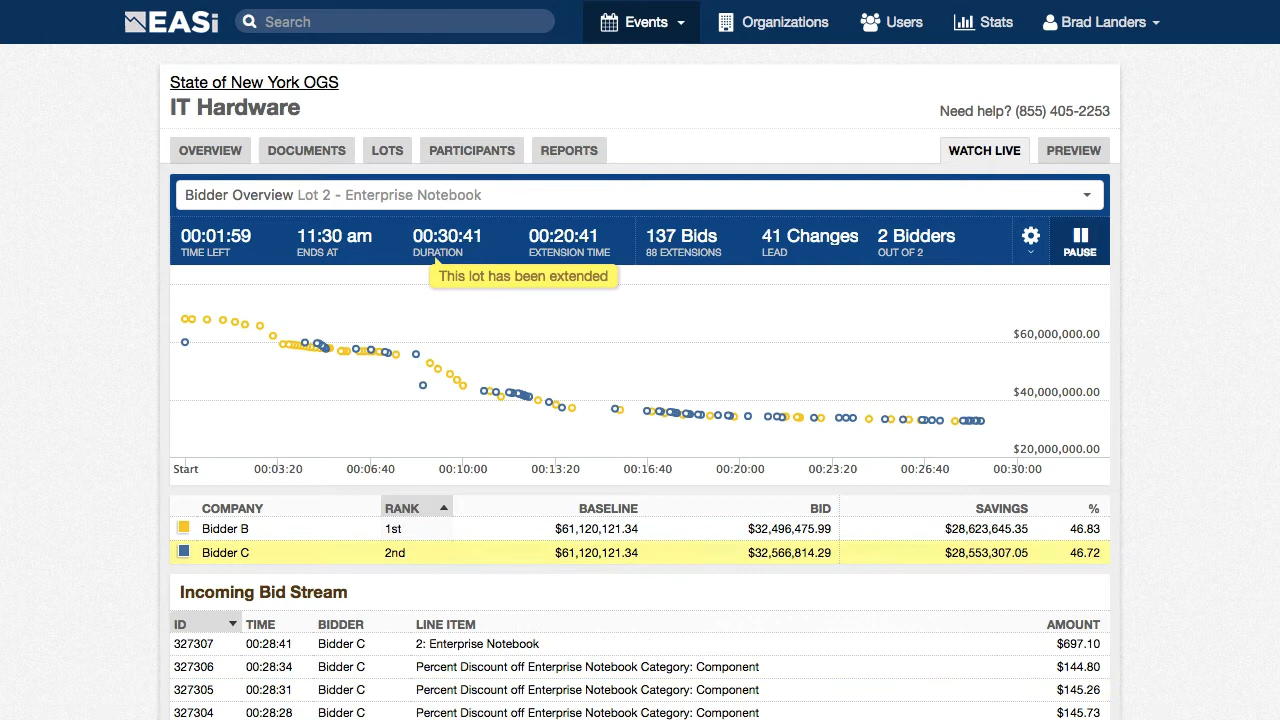 EASi Search Events Organizations Users Stats Brad Landers
State of New York OGS
IT Hardware
Need help? (855) 405-2253
OVERVIEW DOCUMENTS LOTS PARTICIPANTS REPORTS WATCH LIVE PREVIEW
Bidder Overview Lot 2 - Enterprise Notebook
00:01:59 11:30 am 00:30:41 00:20:41 137 Bids 41 Changes 2 Bidders
TIME LEFT ENDS AT DURATION EXTENSION TIME 88 EXTENSIONS LEAD OUT OF 2 PAUSE
This lot has been extended
$60,000,000.00
$40,000,000.00
$20,000,000.00
Start 00:03:20 00:06:40 00:10:00 00:13:20 00:16:40 00:20:00 00:23:20 00:26:40 00:30:00
COMPANY RANK BASELINE BID SAVINGS %
Bidder B 1st $61,120,121.34 $32,496,475.99 $28,623,645.35 46.83
Bidder C 2nd $61,120,121.34 $32,566,814.29 $28,553,307.05 46.72
Incoming Bid Stream
ID TIME BIDDER LINE ITEM AMOUNT
327307 00:28:41 Bidder C 2: Enterprise Notebook $697.10
327306 00:28:34 Bidder C Percent Discount off Enterprise Notebook Category: Component $144.80
327305 00:28:31 Bidder C Percent Discount off Enterprise Notebook Category: Component $145.26
327304 00:28:28 Bidder C Percent Discount off Enterprise Notebook Category: Component $145.73